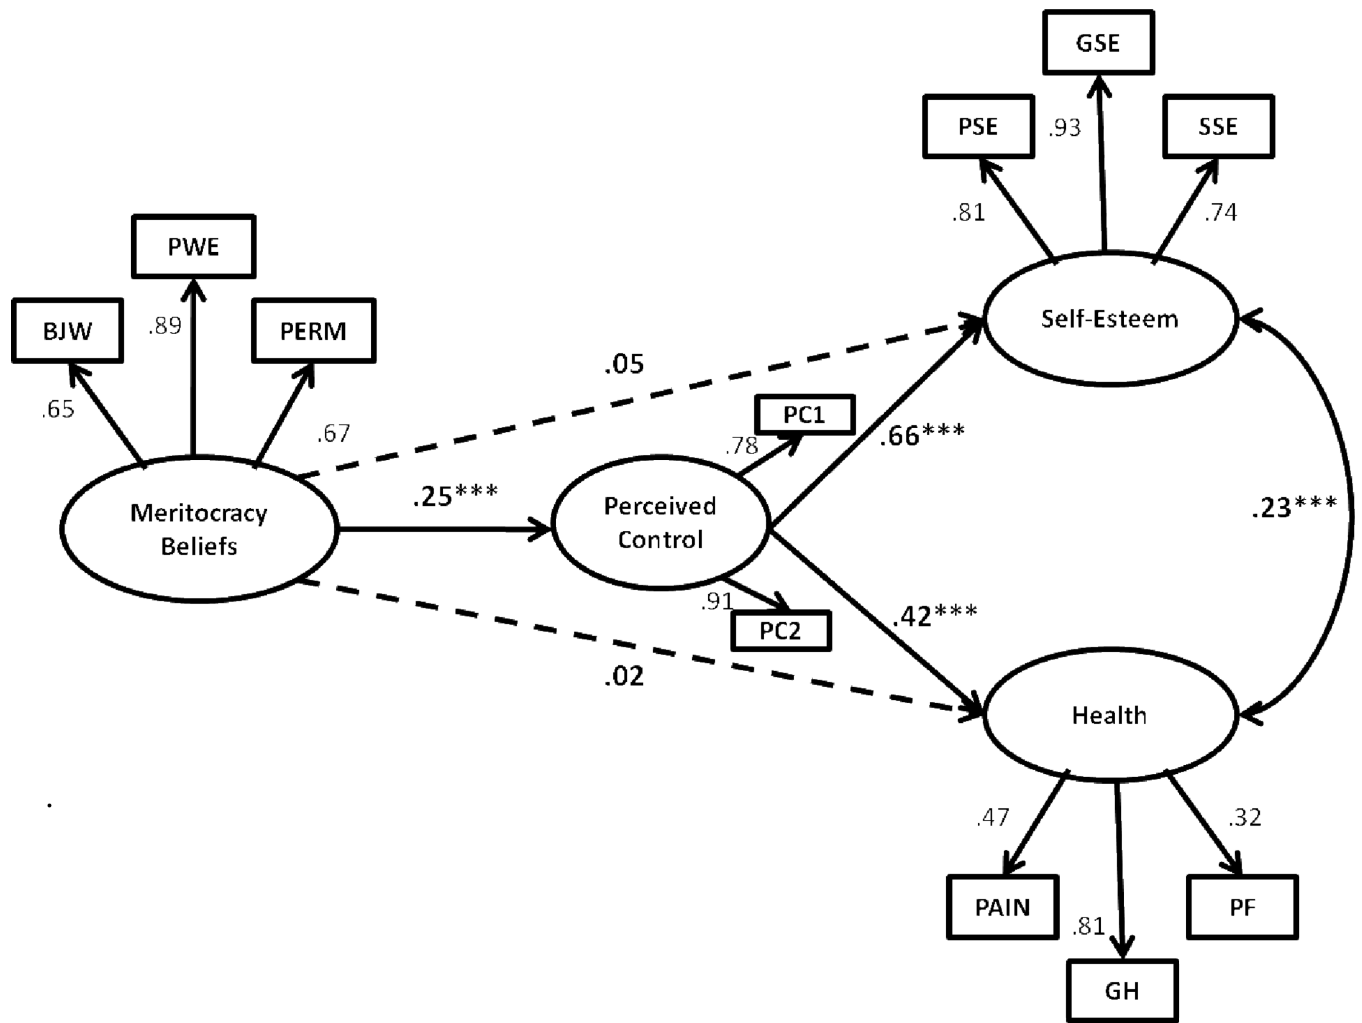 GSE
PSE
.93
SSE
.81
.74
PWE
BJW
.89
PERM
Self-Esteem
.65
.67
.05
PC1
.78
.66***
Meritocracy
Beliefs
.25***
Perceived
Control
.23***
.91
PC2
.42***
.02
Health
.47
.32
PAIN
.81
PF
GH